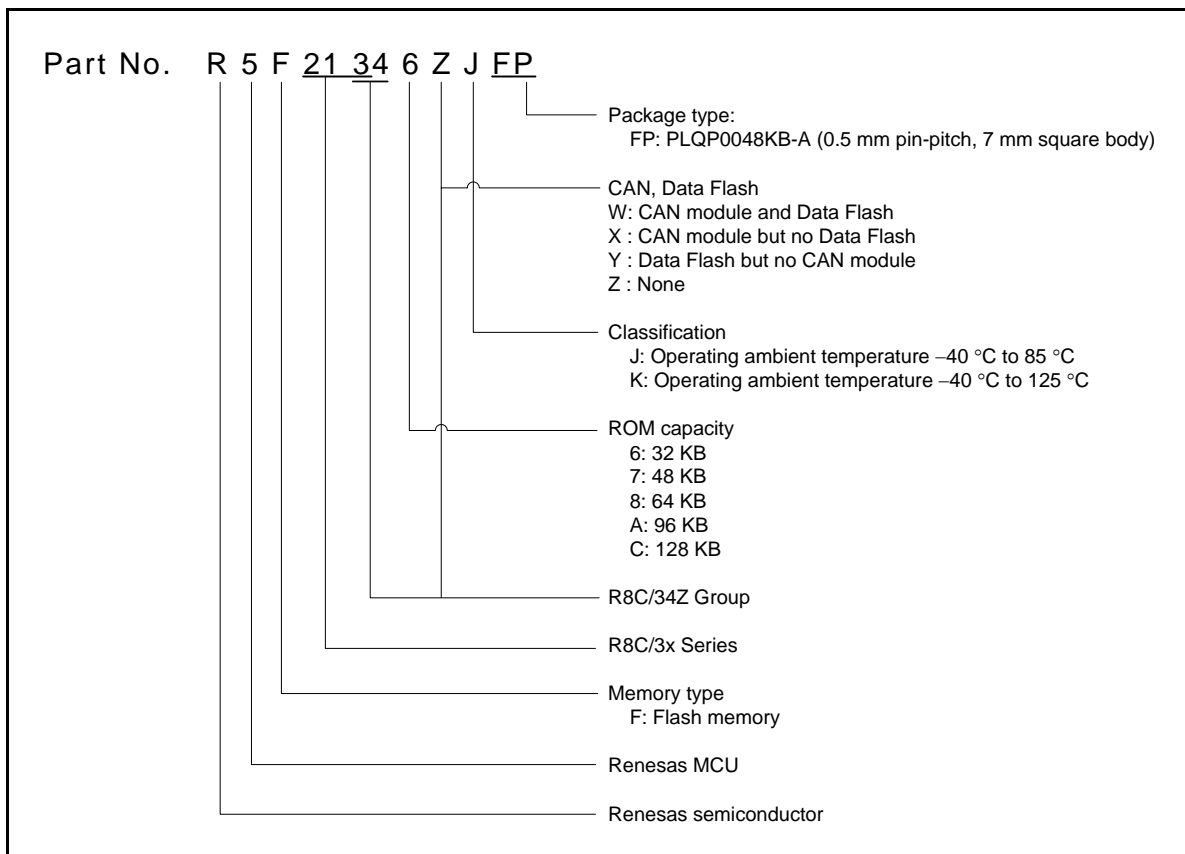 Part No. R 5 F 21 34 6 Z J FP
Package type:
FP: PLQP0048KB-A (0.5 mm pin-pitch, 7 mm square body)
CAN, Data Flash
W: CAN module and Data Flash
X : CAN module but no Data Flash
Y : Data Flash but no CAN module
Z : None
Classification
J: Operating ambient temperature –40 °C to 85 °C
K: Operating ambient temperature –40 °C to 125 °C
ROM capacity
6: 32 KB
7: 48 KB
8: 64 KB
A: 96 KB
C: 128 KB
R8C/34Z Group
R8C/3x Series
Memory type
F: Flash memory
Renesas MCU
Renesas semiconductor